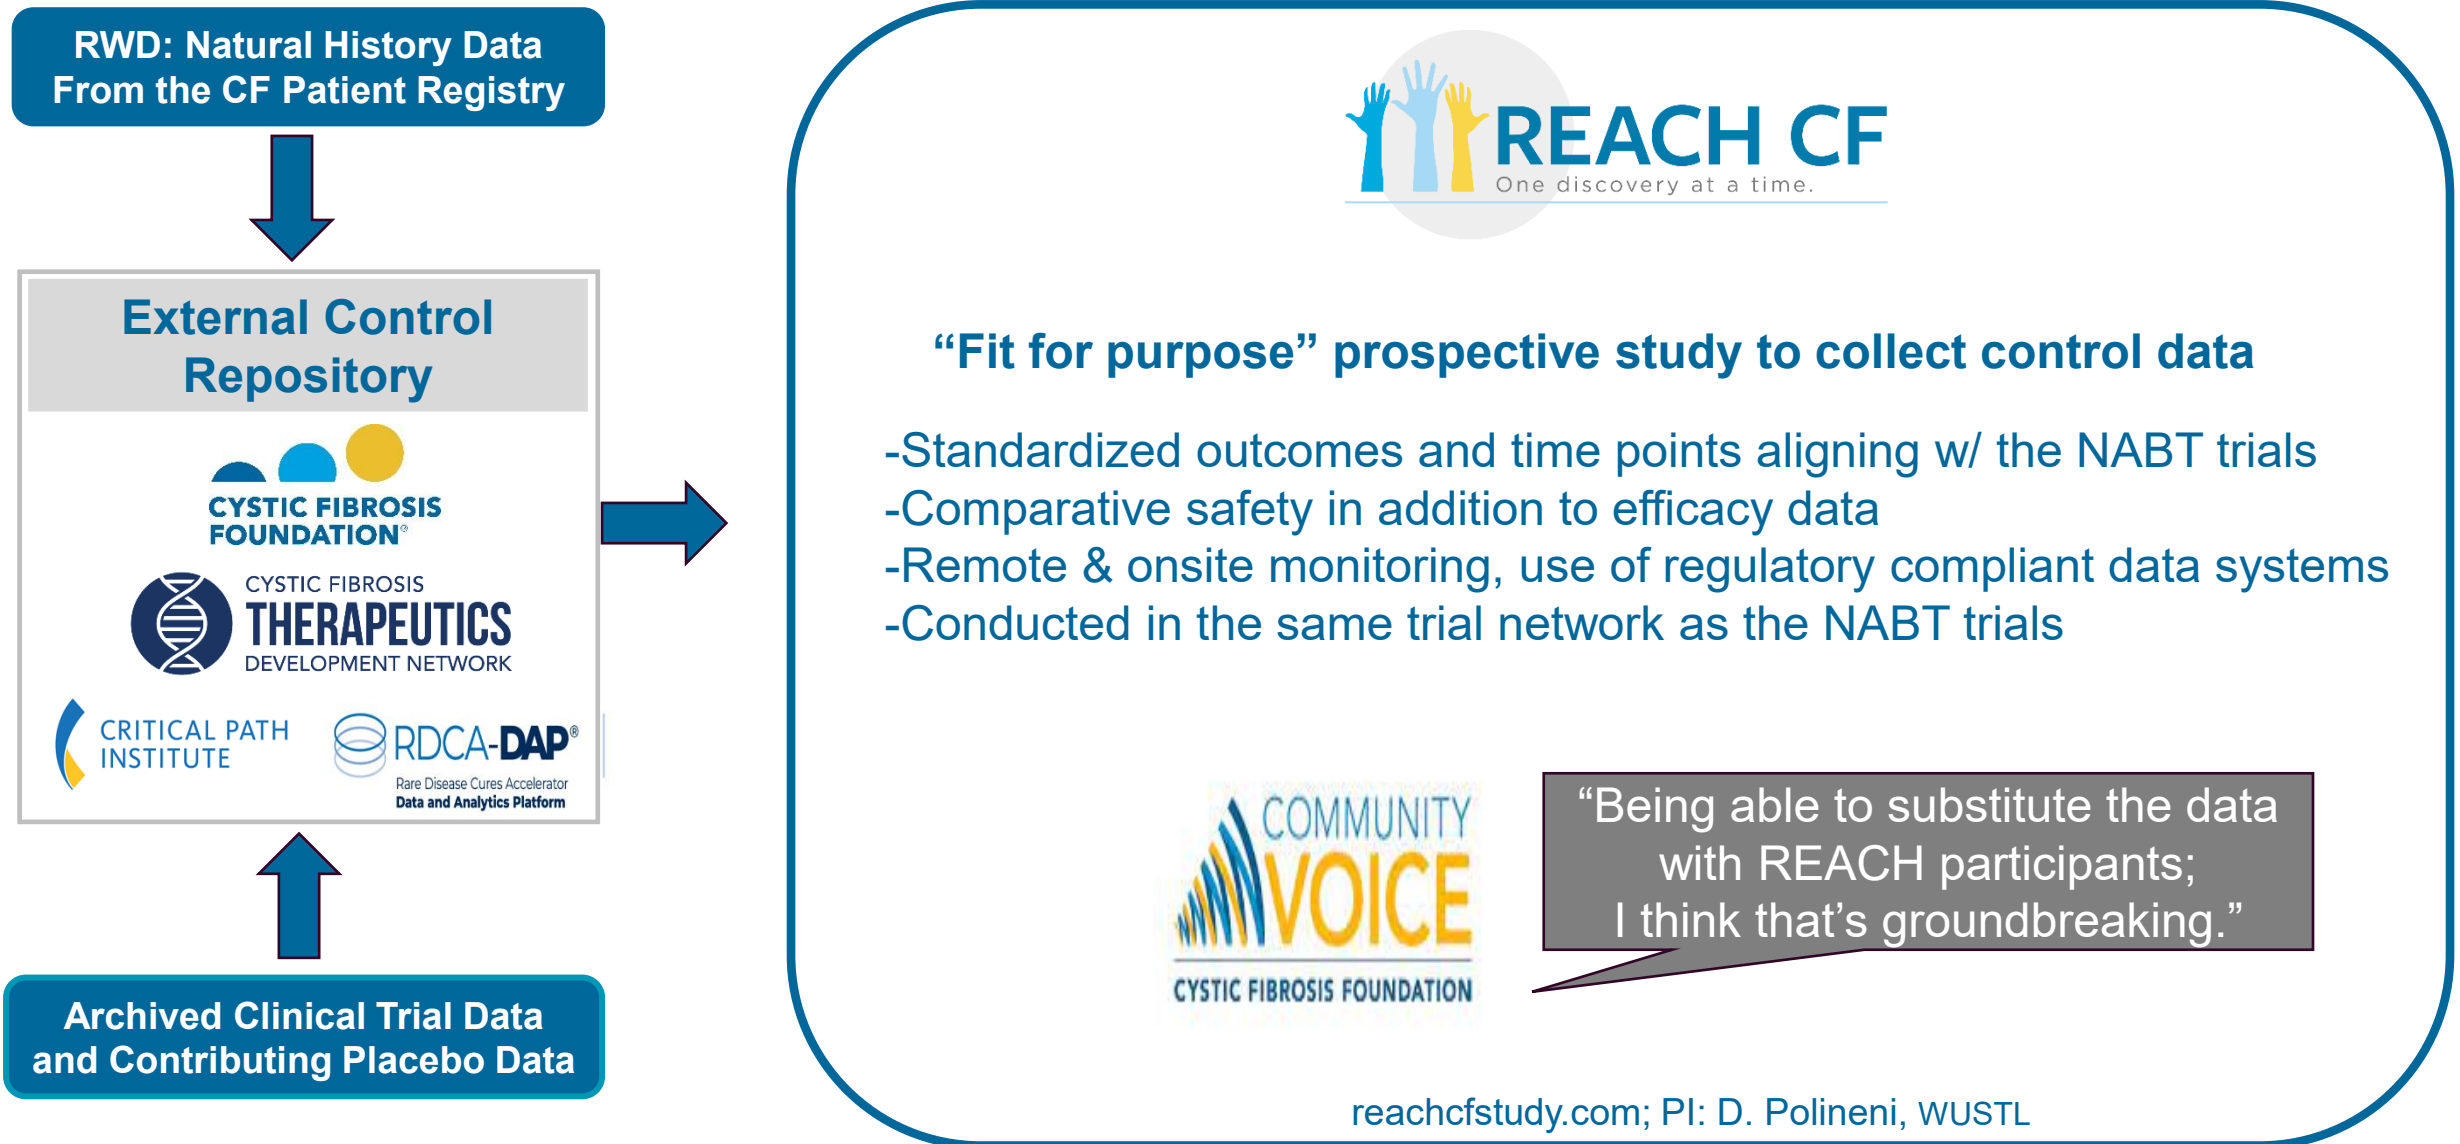 RWD: Natural History Data
From the CF Patient Registry
External Control
Repository
CYSTIC FIBROSIS
FOUNDATION®
CYSTIC FIBROSIS
THERAPEUTICS
DEVELOPMENT NETWORK
CRITICAL PATH
INSTITUTE
RDCA-DAP®
Rare Disease Cures Accelerator
Data and Analytics Platform
Archived Clinical Trial Data
and Contributing Placebo Data
REACH CF
One discovery at a time.
“Fit for purpose” prospective study to collect control data
-Standardized outcomes and time points aligning w/ the NABT trials
-Comparative safety in addition to efficacy data
-Remote & onsite monitoring, use of regulatory compliant data systems
-Conducted in the same trial network as the NABT trials
COMMUNITY
VOICE
CYSTIC FIBROSIS FOUNDATION
“Being able to substitute the data
with REACH participants;
I think that’s groundbreaking.”
reachcfstudy.com; PI: D. Polineni, WUSTL